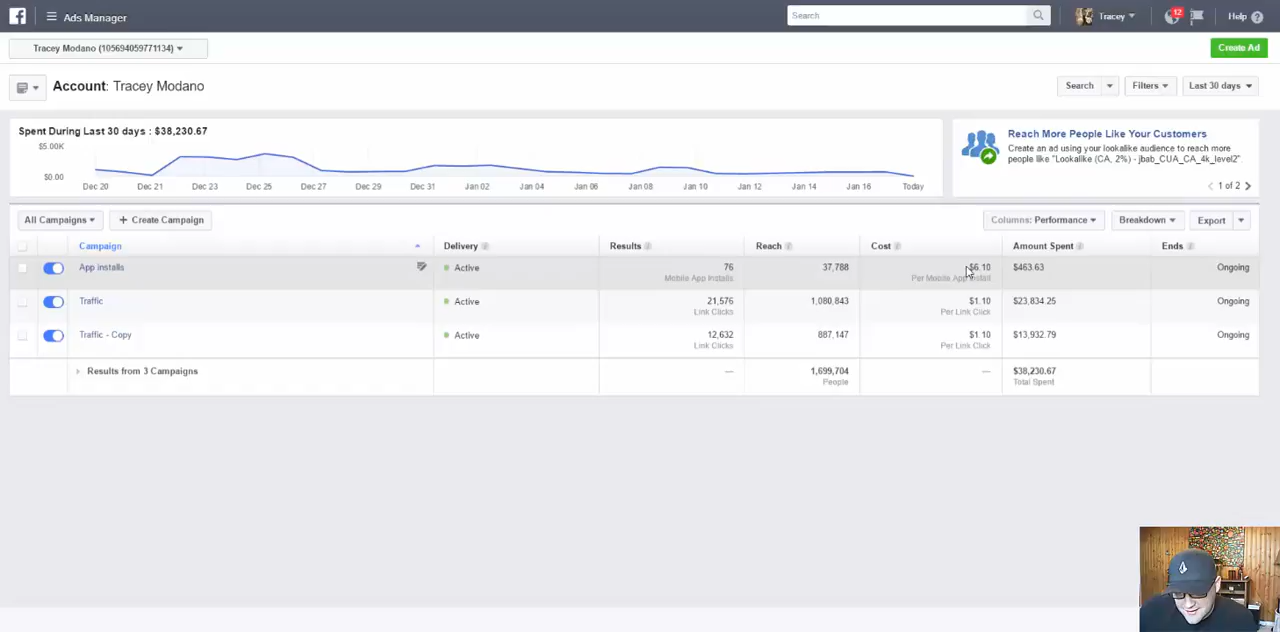 Ads Manager
Search
Tracey
12
Help
Tracey Modano (105694059771134)
Create Ad
Account: Tracey Modano
Search
Filters
Last 30 days
Spent During Last 30 days : $38,230.67
$5.00K
$0.00
Dec 20
Dec 21
Dec 23
Dec 25
Dec 27
Dec 29
Dec 31
Jan 02
Jan 04
Jan 06
Jan 08
Jan 10
Jan 12
Jan 14
Jan 16
Today
Reach More People Like Your Customers
Create an ad using your lookalike audience to reach more
people like "Lookalike (CA, 2%) - jbab_CUA_CA_4k_level2".
1 of 2
All Campaigns
+ Create Campaign
Columns: Performance
Breakdown
Export
Campaign
Delivery
Results
Reach
Cost
Amount Spent
Ends
App installs
Active
76
Mobile App Installs
37,788
$6.10
Per Mobile App Install
$463.63
Ongoing
Traffic
Active
21,576
Link Clicks
1,080,843
$1.10
Per Link Click
$23,834.25
Ongoing
Traffic - Copy
Active
12,632
Link Clicks
887,147
$1.10
Per Link Click
$13,932.79
Ongoing
Results from 3 Campaigns
—
1,699,704
People
—
$38,230.67
Total Spent